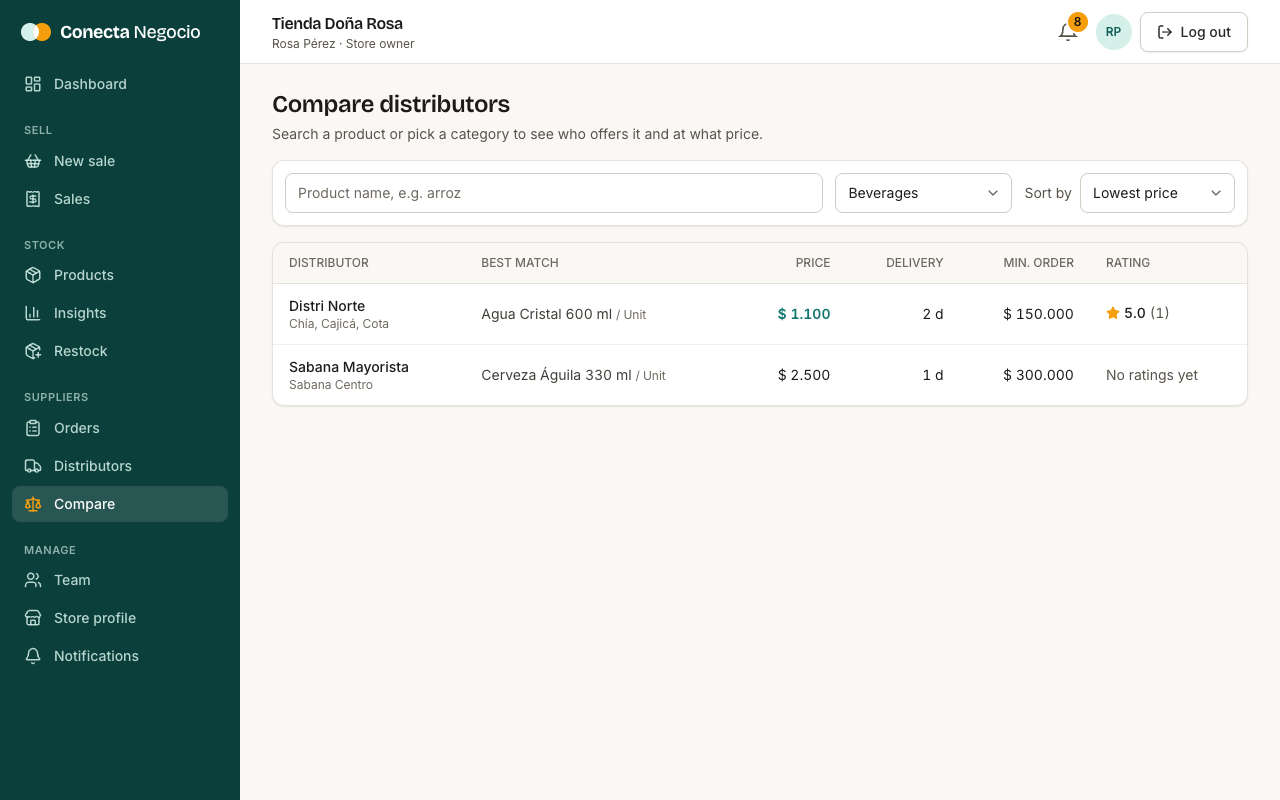 Conecta Negocio
Dashboard
SELL
New sale
Sales
STOCK
Products
Insights
Restock
SUPPLIERS
Orders
Distributors
Compare
MANAGE
Team
Store profile
Notifications
Tienda Doña Rosa
Rosa Pérez · Store owner
8
RP
Log out
Compare distributors
Search a product or pick a category to see who offers it and at what price.
Product name, e.g. arroz
Beverages
Sort by
Lowest price
DISTRIBUTOR BEST MATCH PRICE DELIVERY MIN. ORDER RATING
Distri Norte
Chía, Cajicá, Cota
Agua Cristal 600 ml / Unit
$ 1.100
2 d
$ 150.000
5.0 (1)
Sabana Mayorista
Sabana Centro
Cerveza Águila 330 ml / Unit
$ 2.500
1 d
$ 300.000
No ratings yet